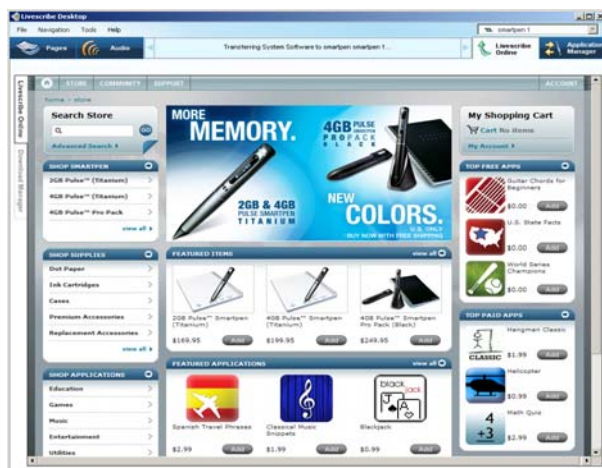 Livescribe Desktop
File Navigation Tools Help
smartpen 1
Pages
Audio
Transferring System Software to smartpen smartpen 1...
Livescribe Online
Application Manager
Livescribe Online
Download Manager
STORE COMMUNITY SUPPORT ACCOUNT
home > store
Search Store
GO
Advanced Search
SHOP SMARTPEN
2GB Pulse™ (Titanium)
4GB Pulse™ (Titanium)
4GB Pulse™ Pro Pack
view all
SHOP SUPPLIES
Dot Paper
Ink Cartridges
Cases
Premium Accessories
Replacement Accessories
view all
SHOP APPLICATIONS
Education
Games
Music
Entertainment
Utilities
MORE
MEMORY.
4GB PULSE
SMARTPEN
PROPACK
BLACK
2GB & 4GB
PULSE SMARTPEN
TITANIUM
NEW
COLORS.
U.S. ONLY
BUY NOW WITH FREE SHIPPING
FEATURED ITEMS view all
2GB Pulse™ Smartpen
(Titanium)
$169.95 Add
4GB Pulse™ Smartpen
(Titanium)
$199.95 Add
4GB Pulse™ Smartpen
Pro Pack (Black)
$249.95 Add
FEATURED APPLICATIONS view all
Spanish Travel Phrases
$2.99 Add
Classical Music
Snippets
$1.99 Add
black
jack
J
A
Blackjack
$0.99 Add
My Shopping Cart
Cart No items
My Account
TOP FREE APPS
Guitar Chords for
Beginners
$0.00 Add
U.S. State Facts
$0.00 Add
World Series
Champions
$0.00 Add
TOP PAID APPS
Hangman Classic
CLASSIC
$1.99 Add
Helicopter
$0.99 Add
4
+3
Math Quiz
$2.99 Add